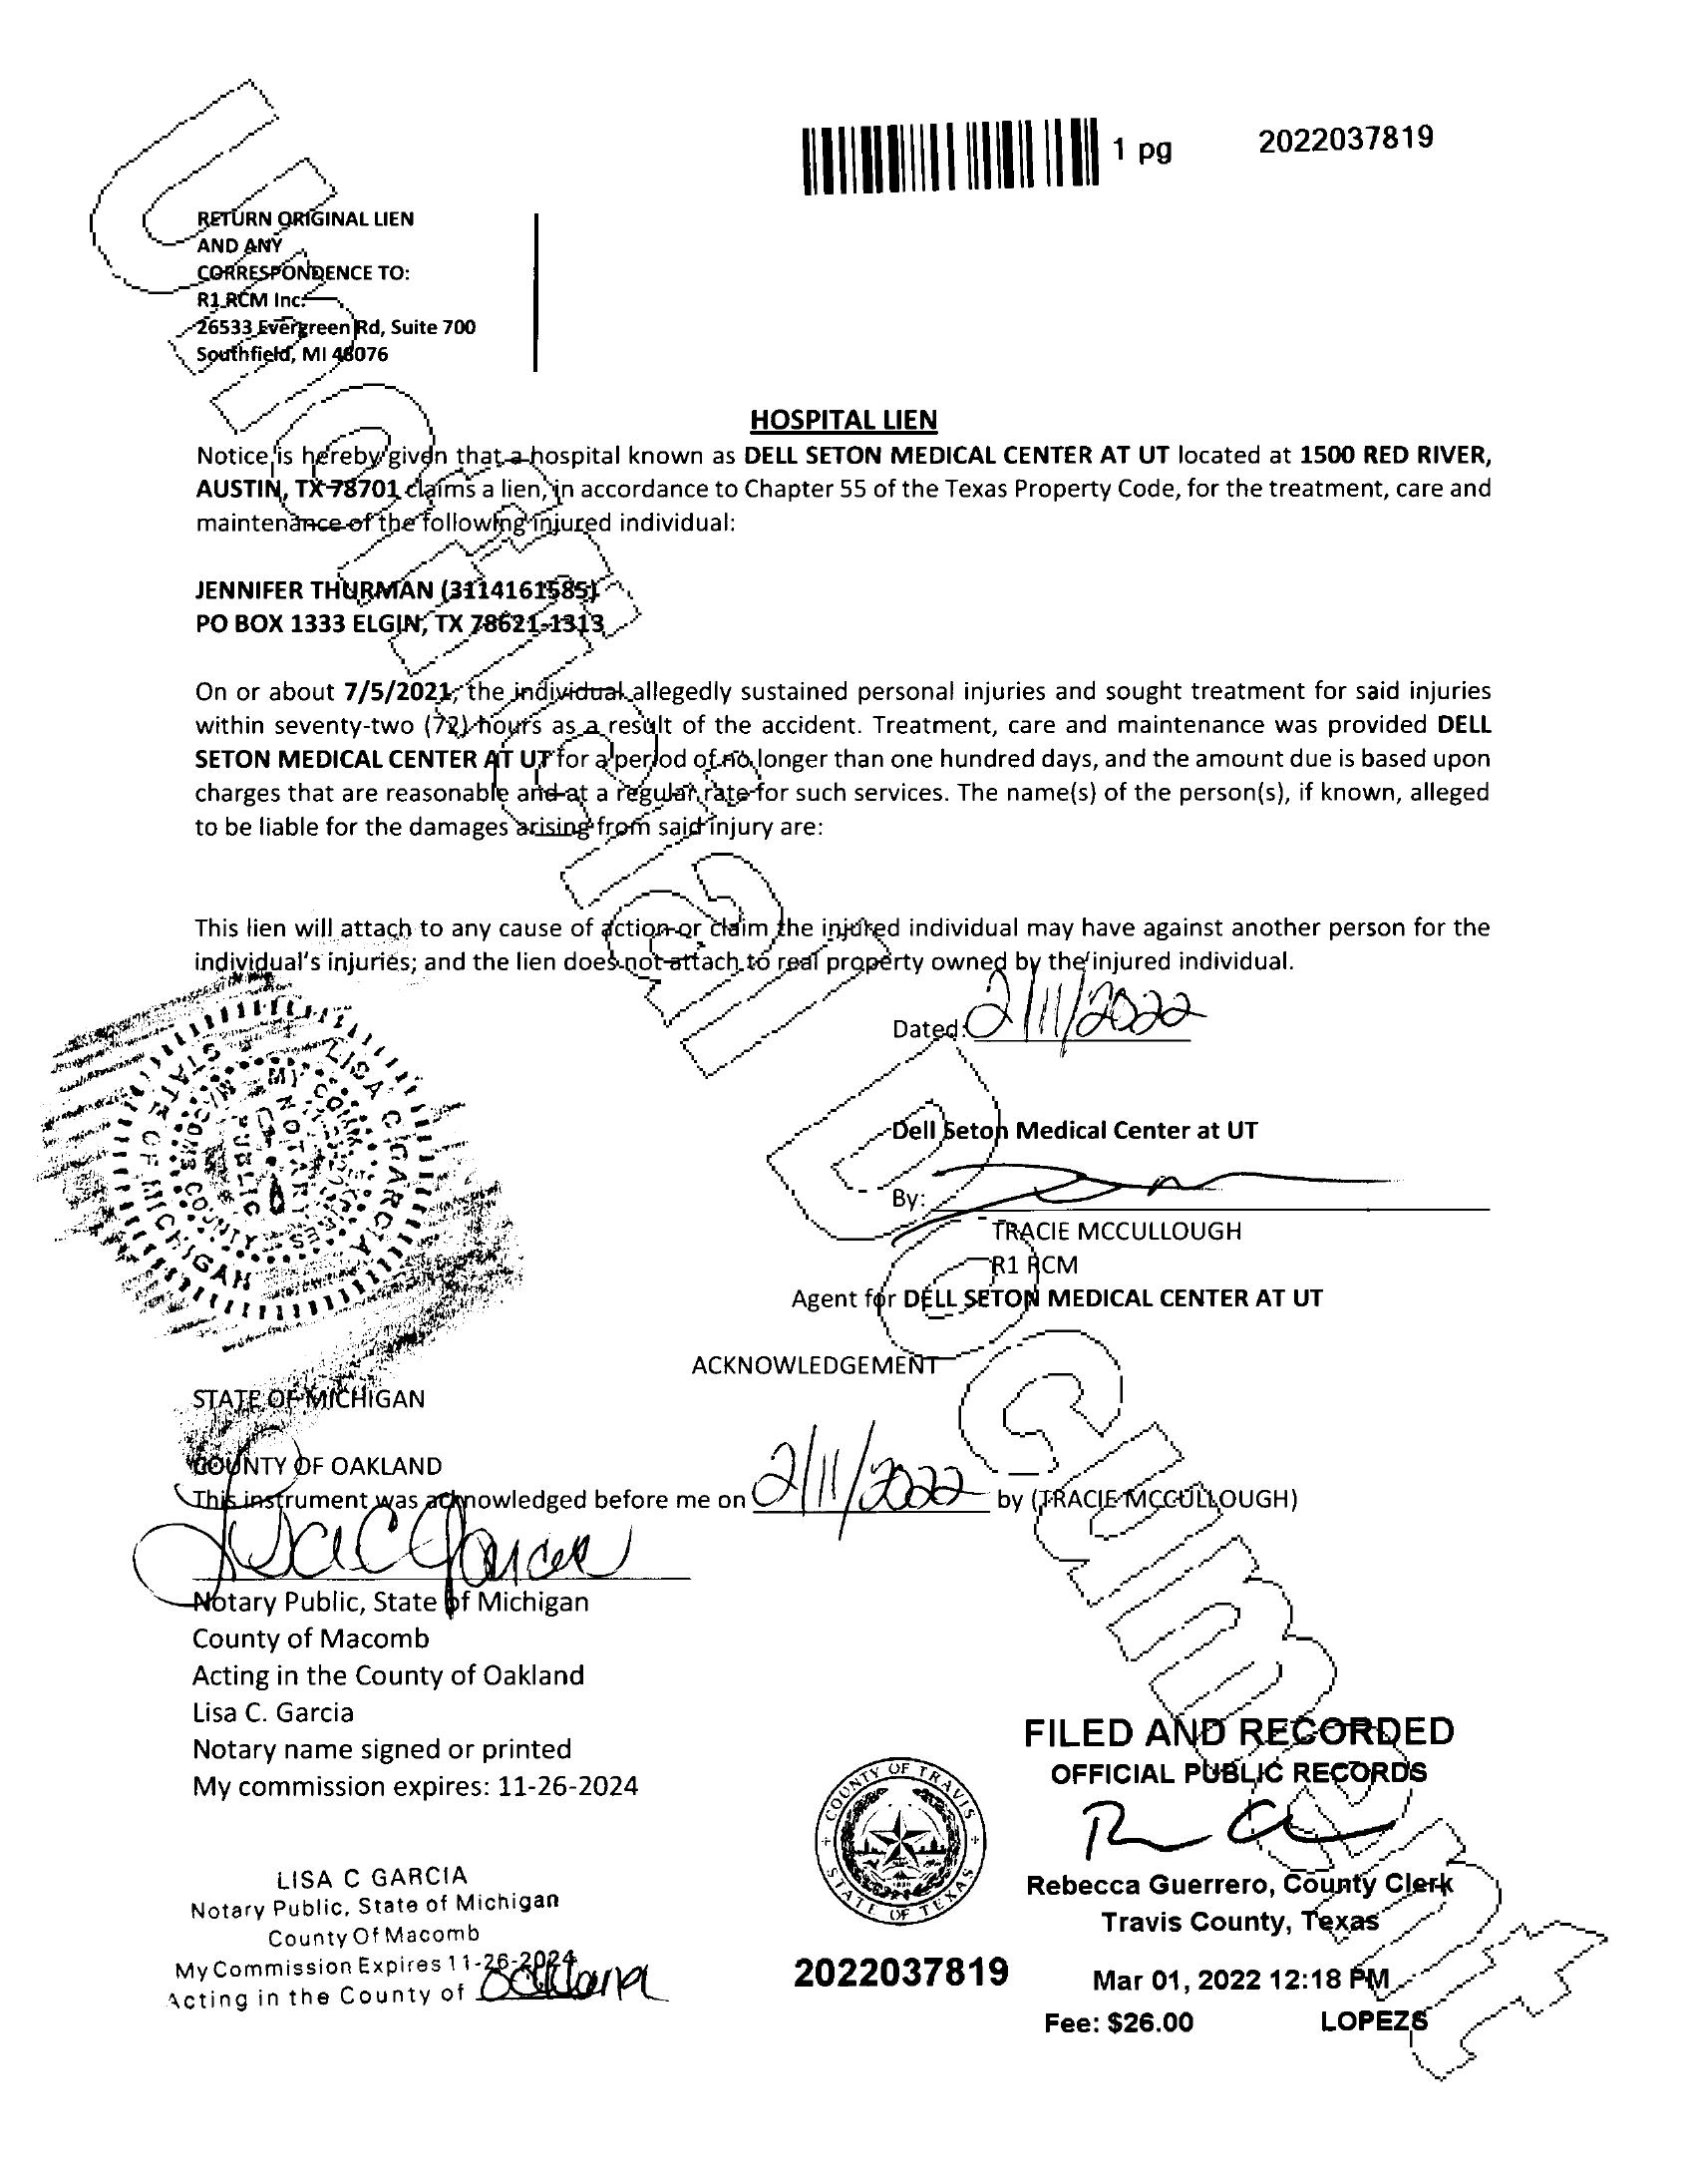 1 pg 2022037819
RETURN ORIGINAL LIEN
AND ANY
CORRESPONDENCE TO:
R1 RCM Inc.
26533 Evergreen Rd, Suite 700
Southfield, MI 48076
HOSPITAL LIEN
Notice is hereby given that a hospital known as DELL SETON MEDICAL CENTER AT UT located at 1500 RED RIVER,
AUSTIN, TX 78701 claims a lien, in accordance to Chapter 55 of the Texas Property Code, for the treatment, care and
maintenance of the following injured individual:
JENNIFER THURMAN (3114161585)
PO BOX 1333 ELGIN, TX 78621-1313
On or about 7/5/2021, the individual allegedly sustained personal injuries and sought treatment for said injuries
within seventy-two (72) hours as a result of the accident. Treatment, care and maintenance was provided DELL
SETON MEDICAL CENTER AT UT for a period of no longer than one hundred days, and the amount due is based upon
charges that are reasonable and at a regular rate for such services. The name(s) of the person(s), if known, alleged
to be liable for the damages arising from said injury are:
This lien will attach to any cause of action or claim the injured individual may have against another person for the
individual's injuries; and the lien does not attach to real property owned by the injured individual.
Dated: 2/11/2022
LISA C GARCIA
STATE OF MICHIGAN
MACOMB COUNTY
NOTARY PUBLIC
Dell Seton Medical Center at UT
By:
TRACIE MCCULLOUGH
R1 RCM
Agent for DELL SETON MEDICAL CENTER AT UT
ACKNOWLEDGEMENT
STATE OF MICHIGAN
COUNTY OF OAKLAND
This instrument was acknowledged before me on 2/11/2022 by (TRACIE MCCULLOUGH)
Lisa C Garcia
Notary Public, State of Michigan
County of Macomb
Acting in the County of Oakland
Lisa C. Garcia
Notary name signed or printed
My commission expires: 11-26-2024
LISA C GARCIA
Notary Public, State of Michigan
County Of Macomb
My Commission Expires 11-26-2024
Acting in the County of Oakland
COUNTY OF TRAVIS
STATE OF TEXAS
2022037819
FILED AND RECORDED
OFFICIAL PUBLIC RECORDS
Rebecca Guerrero, County Clerk
Travis County, Texas
Mar 01, 2022 12:18 PM
Fee: $26.00 LOPEZS
Unofficial Document